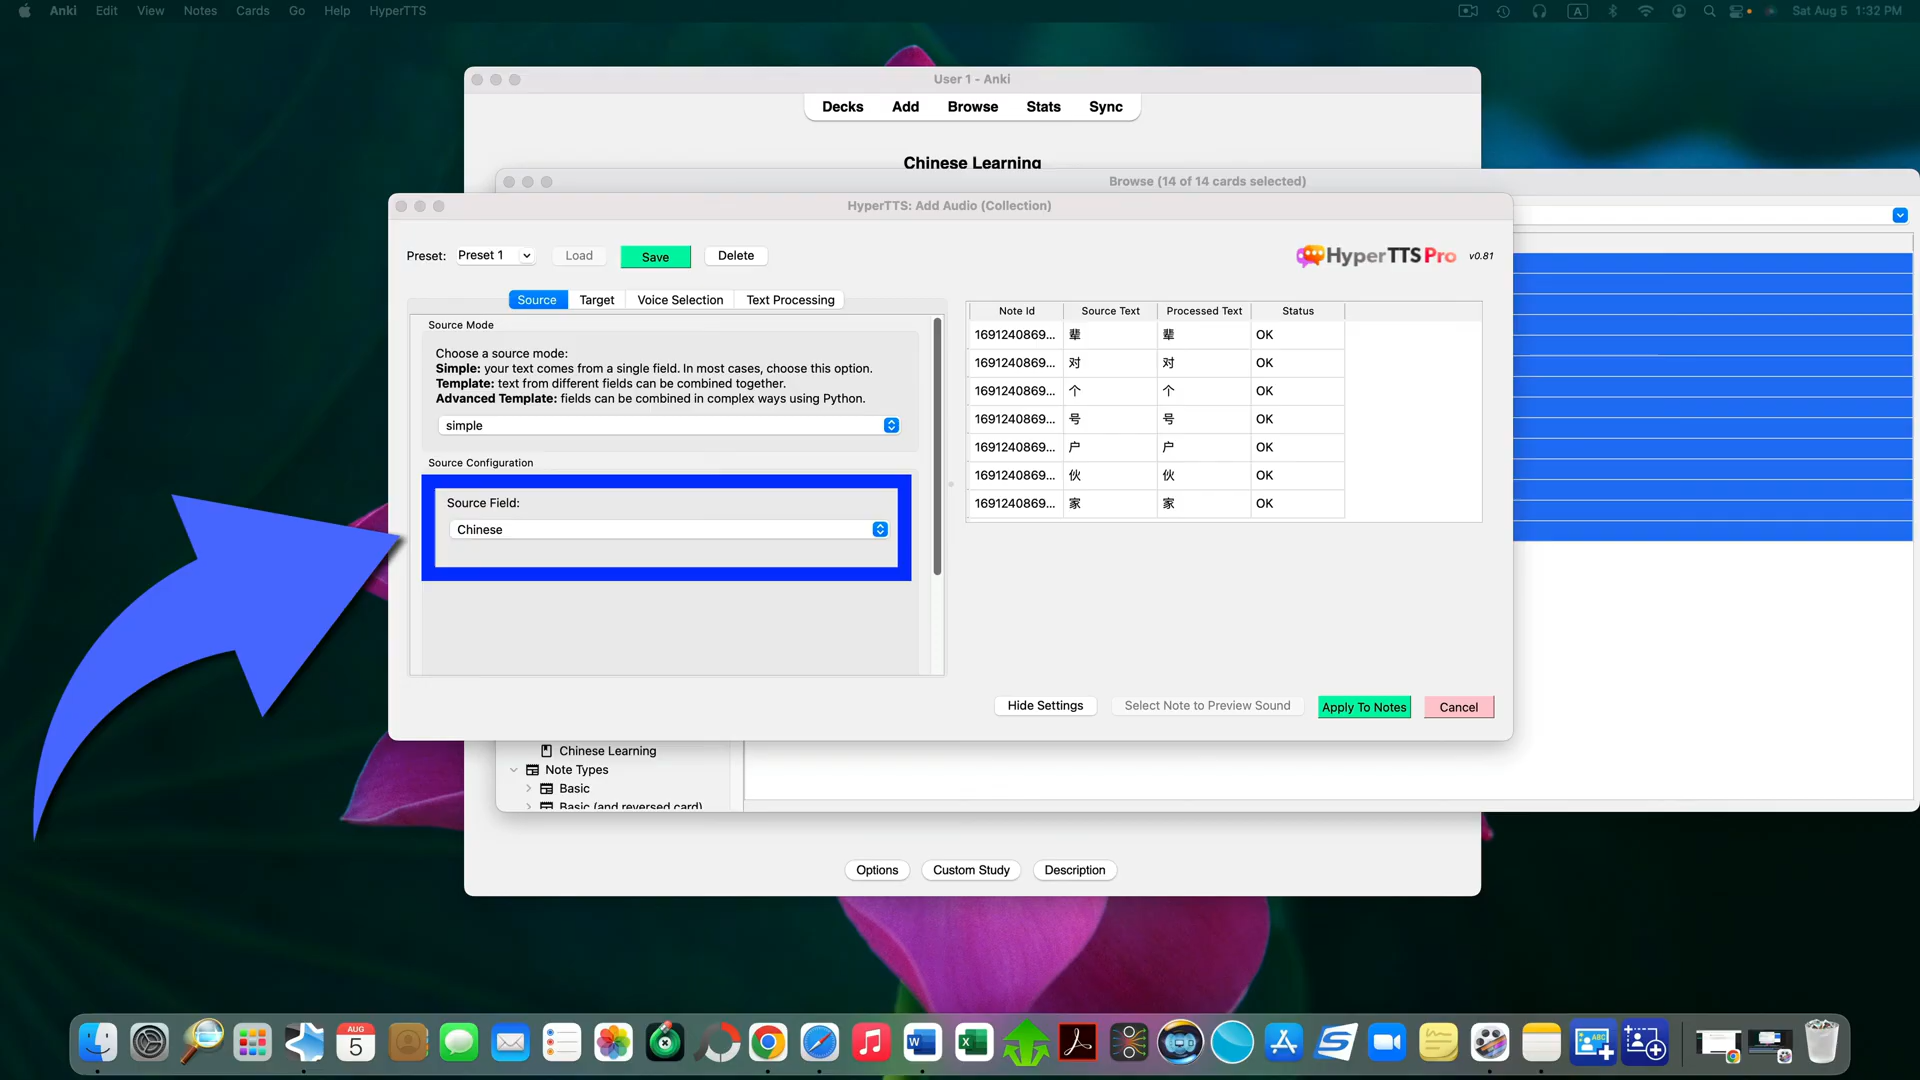 Anki Edit View Notes Cards Go Help HyperTTS
A Sat Aug 5 1:32 PM
User 1 - Anki
Decks Add Browse Stats Sync
Chinese Learning
Browse (14 of 14 cards selected)
HyperTTS: Add Audio (Collection)
Preset: Preset 1 Load Save Delete
HyperTTS Pro v0.81
Source Target Voice Selection Text Processing
Source Mode
Choose a source mode:
Simple: your text comes from a single field. In most cases, choose this option.
Template: text from different fields can be combined together.
Advanced Template: fields can be combined in complex ways using Python.
simple
Source Configuration
Source Field:
Chinese
Note Id Source Text Processed Text Status
1691240869... 辈 辈 OK
1691240869... 对 对 OK
1691240869... 个 个 OK
1691240869... 号 号 OK
1691240869... 户 户 OK
1691240869... 伙 伙 OK
1691240869... 家 家 OK
Hide Settings Select Note to Preview Sound Apply To Notes Cancel
Chinese Learning
Note Types
Basic
Basic (and reversed card)
Options Custom Study Description
AUG
5
W
X
S
ABC